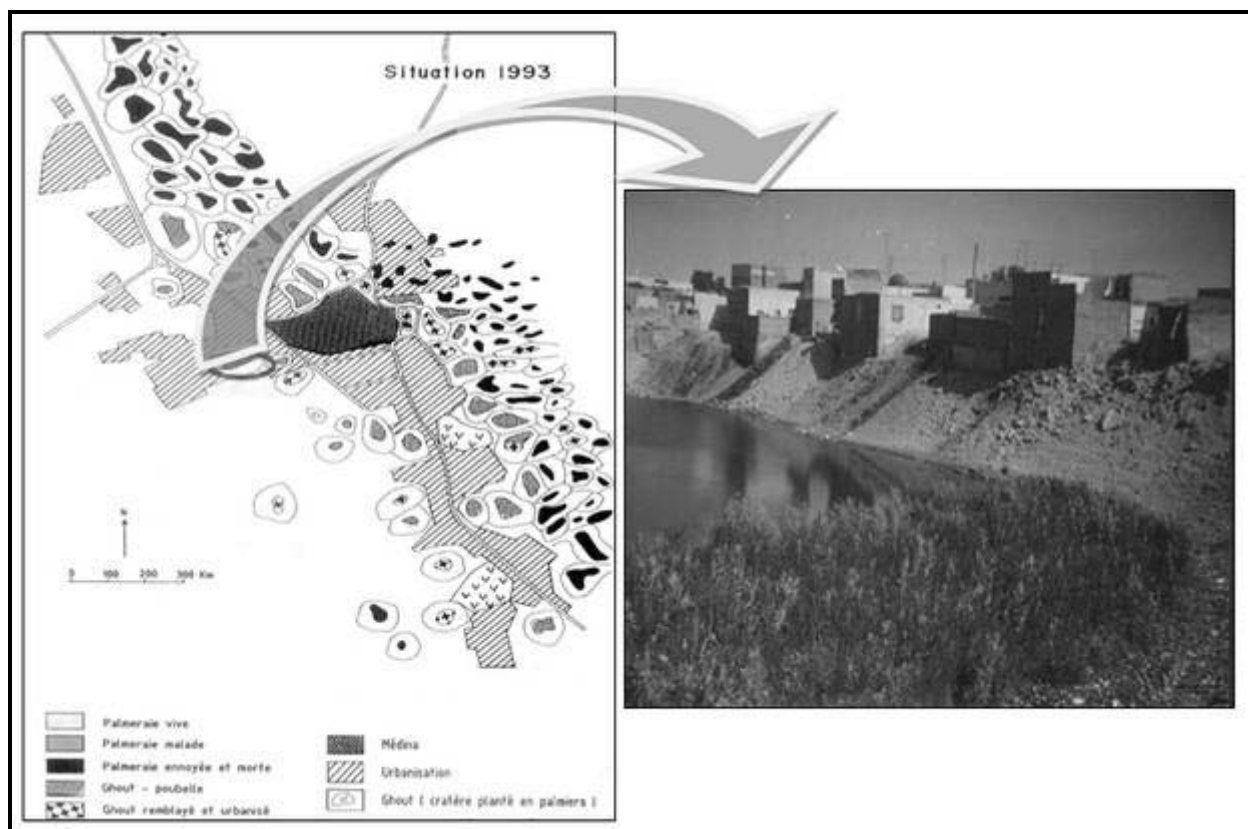 Situation 1993
N
0 100 200 300 Km
Palmeraie vive
Palmeraie malade
Palmeraie ennoyée et morte
Ghout - poubelle
Ghout remblayé et urbanisé
Médina
Urbanisation
Ghout ( cratère planté en palmiers )